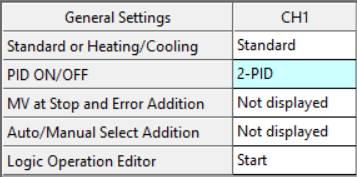 General Settings CH1
Standard or Heating/Cooling Standard
PID ON/OFF 2-PID
MV at Stop and Error Addition Not displayed
Auto/Manual Select Addition Not displayed
Logic Operation Editor Start